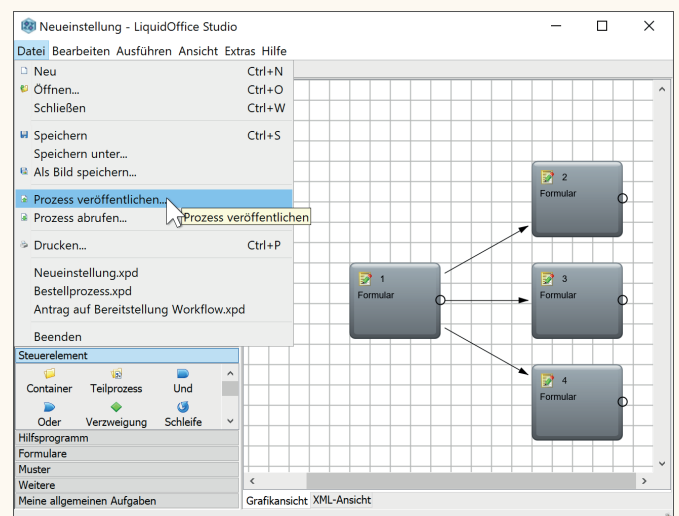 Neueinstellung - LiquidOffice Studio
Datei Bearbeiten Ausführen Ansicht Extras Hilfe
Neu Ctrl+N
Öffnen... Ctrl+O
Schließen Ctrl+W
Speichern Ctrl+S
Speichern unter...
Als Bild speichern...
Prozess veröffentlichen...
Prozess abrufen...
Prozess veröffentlichen
Drucken... Ctrl+P
Neueinstellung.xpd
Bestellprozess.xpd
Antrag auf Bereitstellung Workflow.xpd
Beenden
Steuerelement
Container Teilprozess Und
Oder Verzweigung Schleife
Hilfsprogramm
Formulare
Muster
Weitere
Meine allgemeinen Aufgaben
1
Formular
2
Formular
3
Formular
4
Formular
Grafikansicht XML-Ansicht